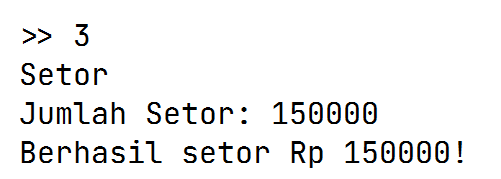 >> 3
Setor
Jumlah Setor: 150000
Berhasil setor Rp 150000!